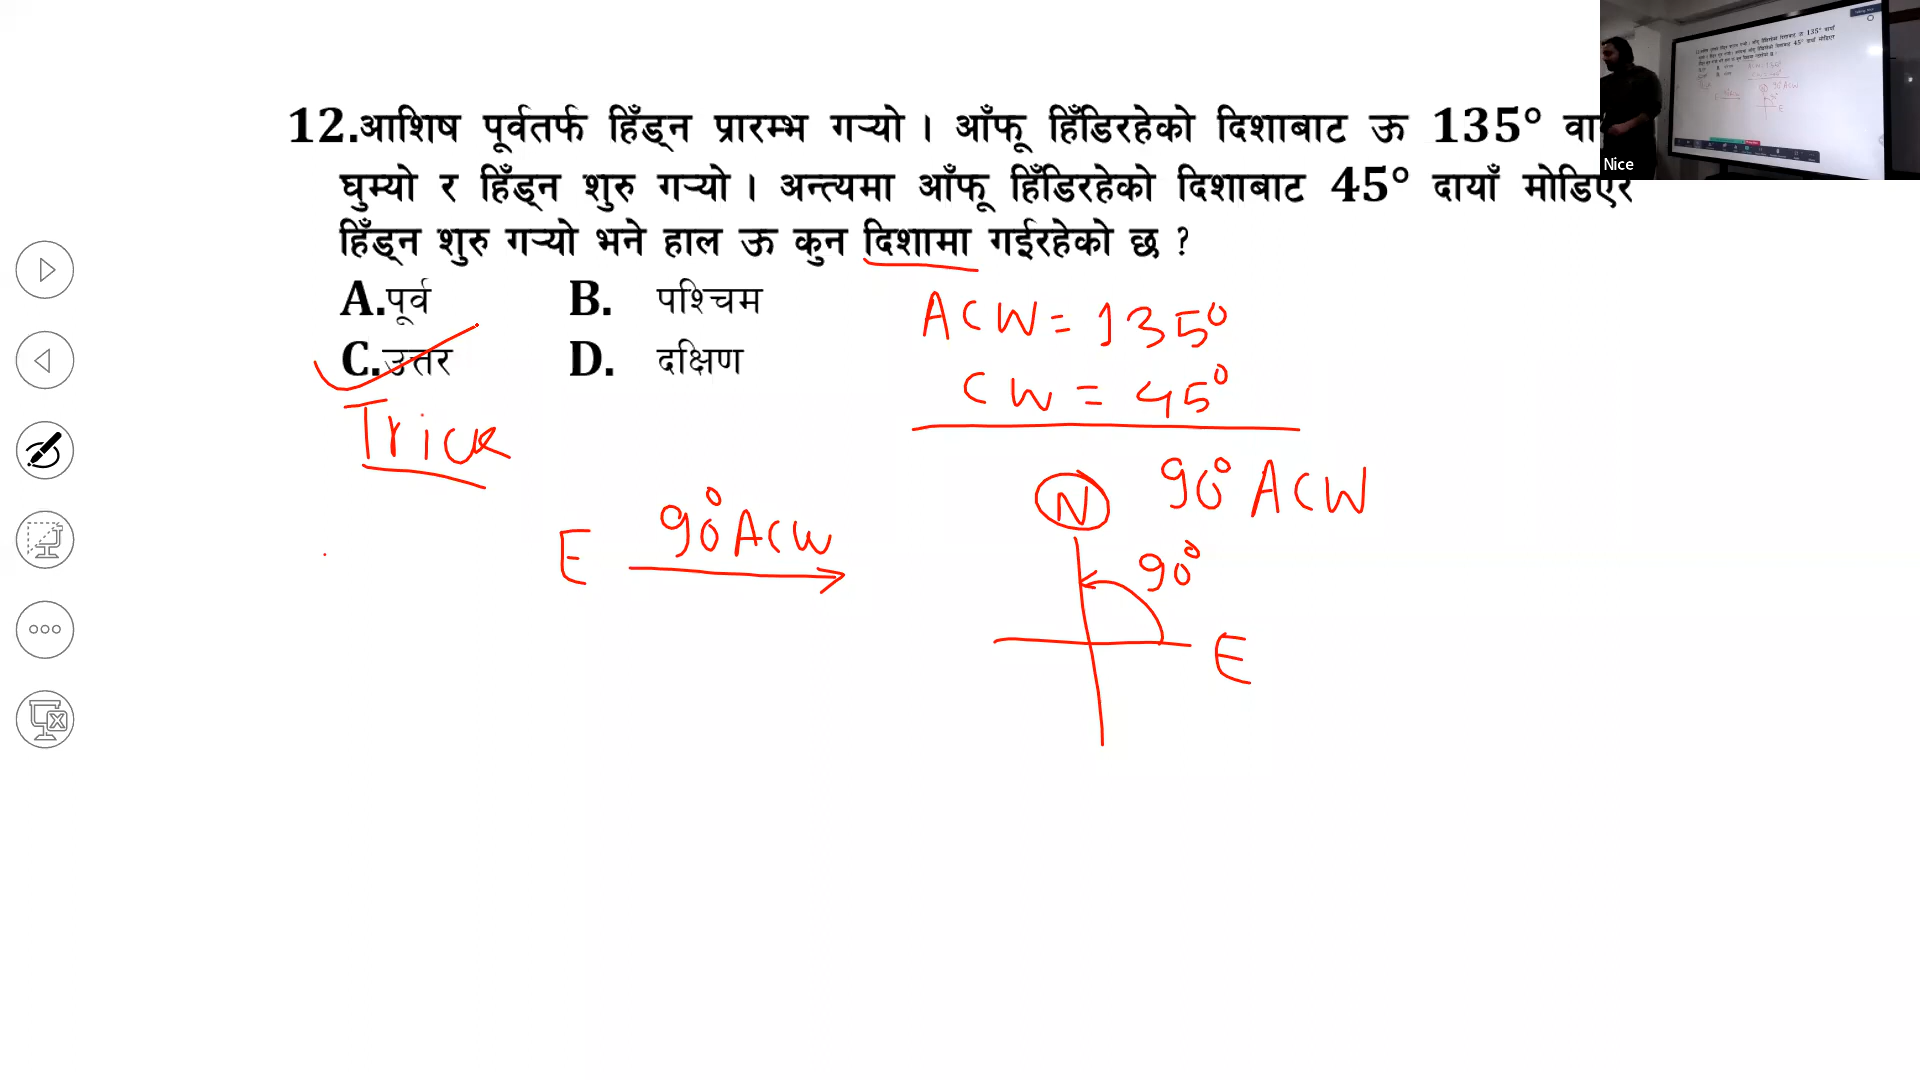 12.आशिष पूर्वतर्फ हिँड्न प्रारम्भ गर्‍यो । आँफू हिँडिरहेको दिशाबाट ऊ 135°
घुम्यो र हिँड्न शुरु गर्‍यो । अन्त्यमा आँफू हिँडिरहेको दिशाबाट 45° दायाँ मोडिएर
हिँड्न शुरु गर्‍यो भने हाल ऊ कुन दिशामा गईरहेको छ ?
A.पूर्व B. पश्चिम
C.उत्तर D. दक्षिण
ACW = 135°
CW = 45°
90° ACW
Trick
E 90° ACW
N
90°
E
Nice